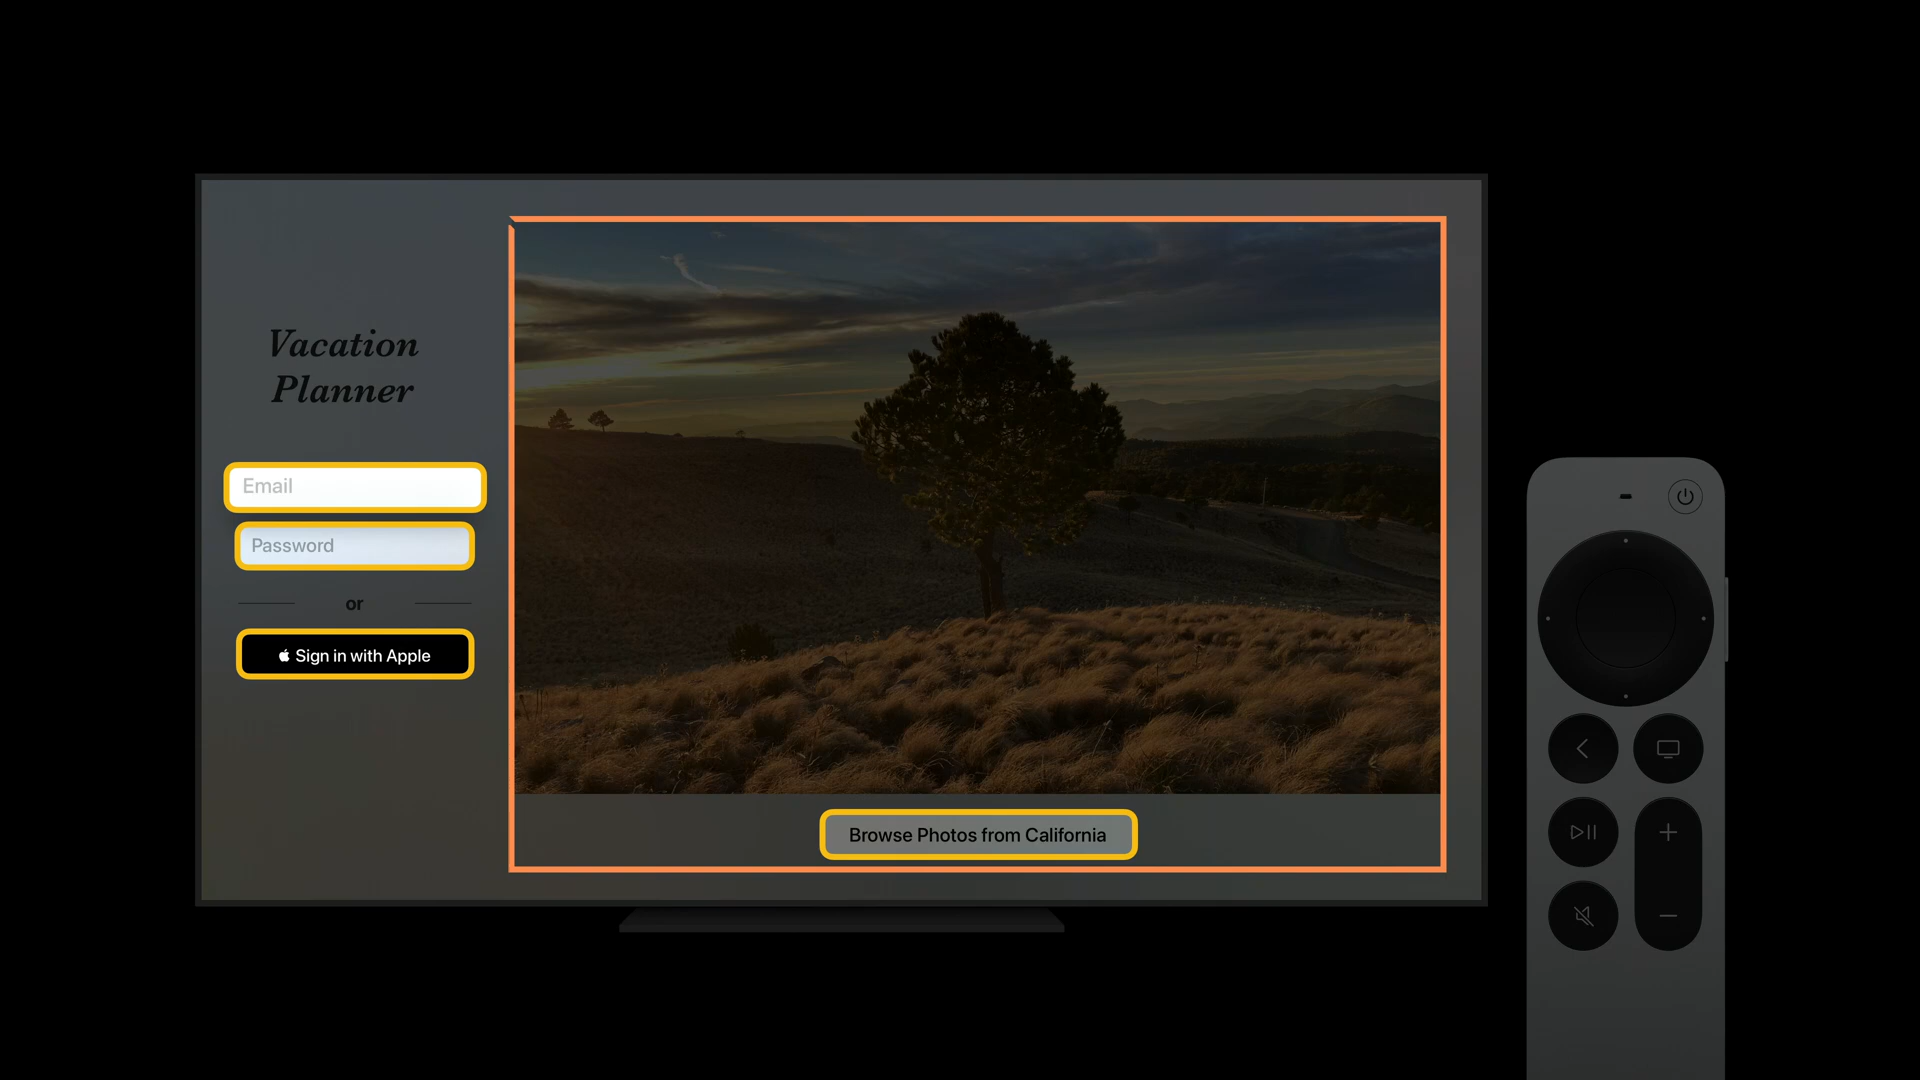 Vacation
Planner
Email
Password
or
Sign in with Apple
Browse Photos from California